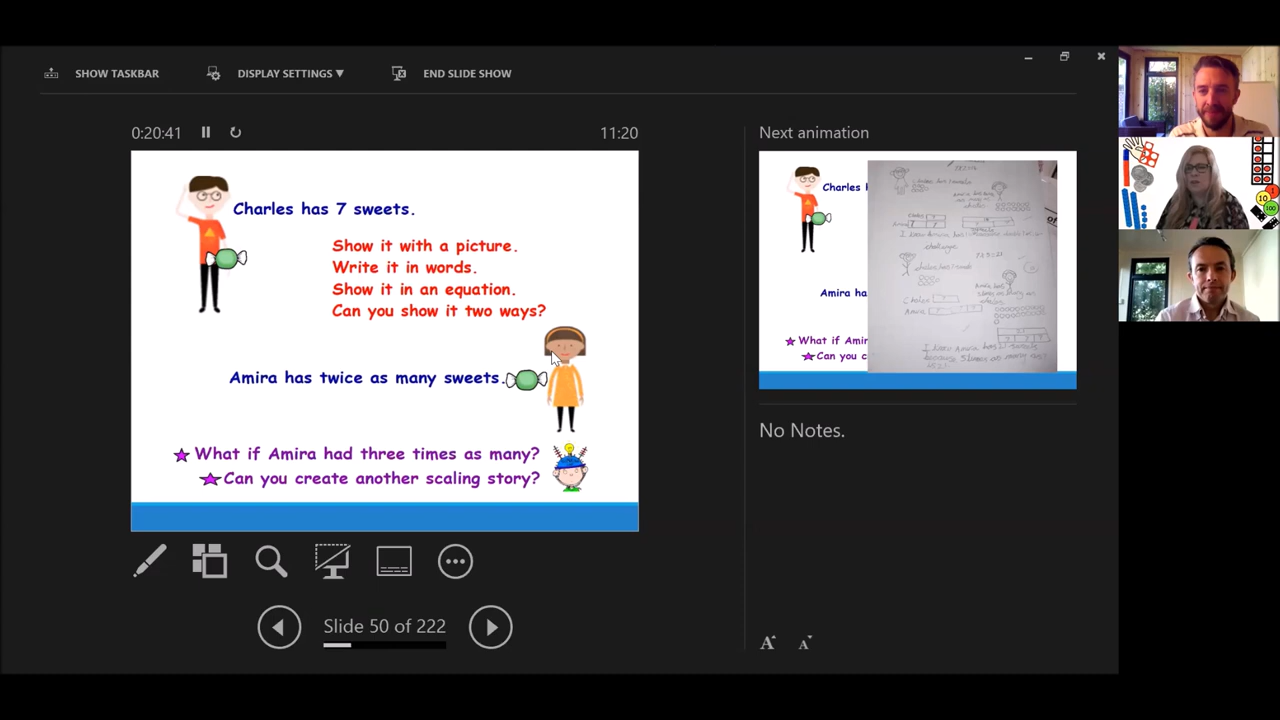 SHOW TASKBAR
DISPLAY SETTINGS ▼
END SLIDE SHOW
0:20:41
11:20
Charles has 7 sweets.
Show it with a picture.
Write it in words.
Show it in an equation.
Can you show it two ways?
Amira has twice as many sweets.
What if Amira had three times as many?
Can you create another scaling story?
Slide 50 of 222
Next animation
Charles
Amira ha
What if Amir
Can you c
No Notes.
A A
10
1
100